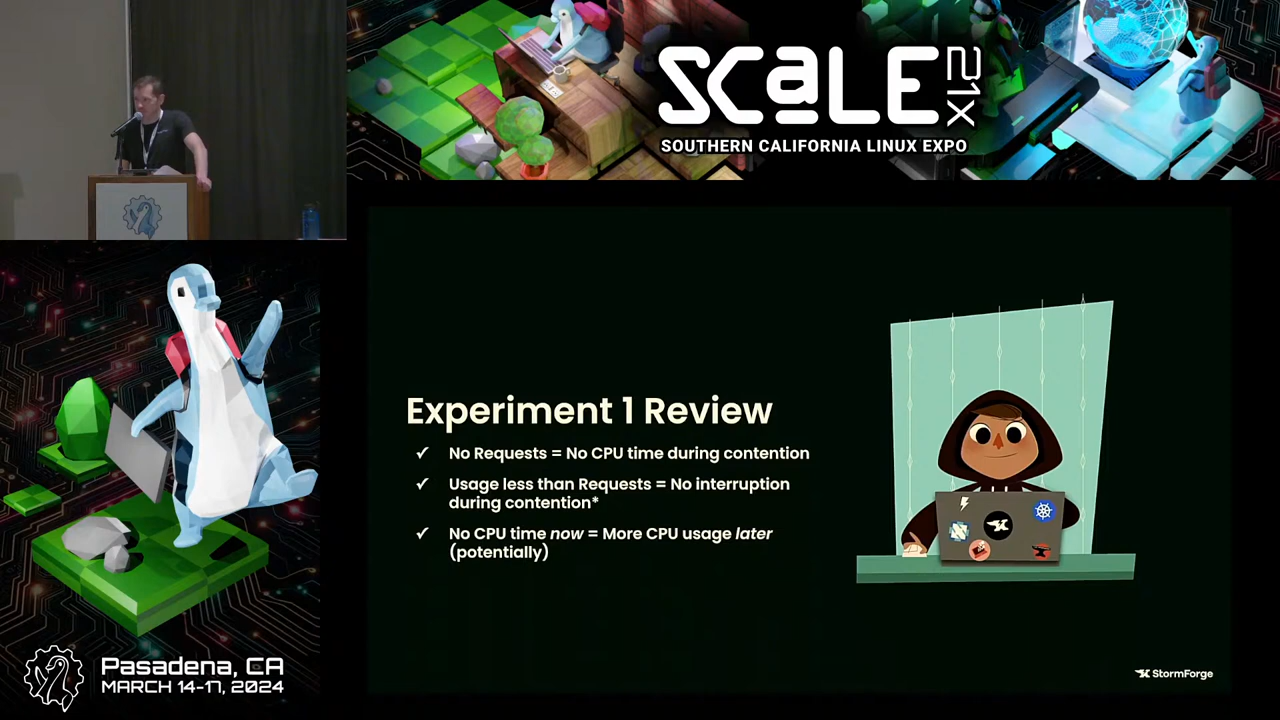 SCALE 21X
SOUTHERN CALIFORNIA LINUX EXPO
Experiment 1 Review
✓ No Requests = No CPU time during contention
✓ Usage less than Requests = No interruption
during contention*
✓ No CPU time now = More CPU usage later
(potentially)
StormForge
Pasadena, CA
MARCH 14-17, 2024